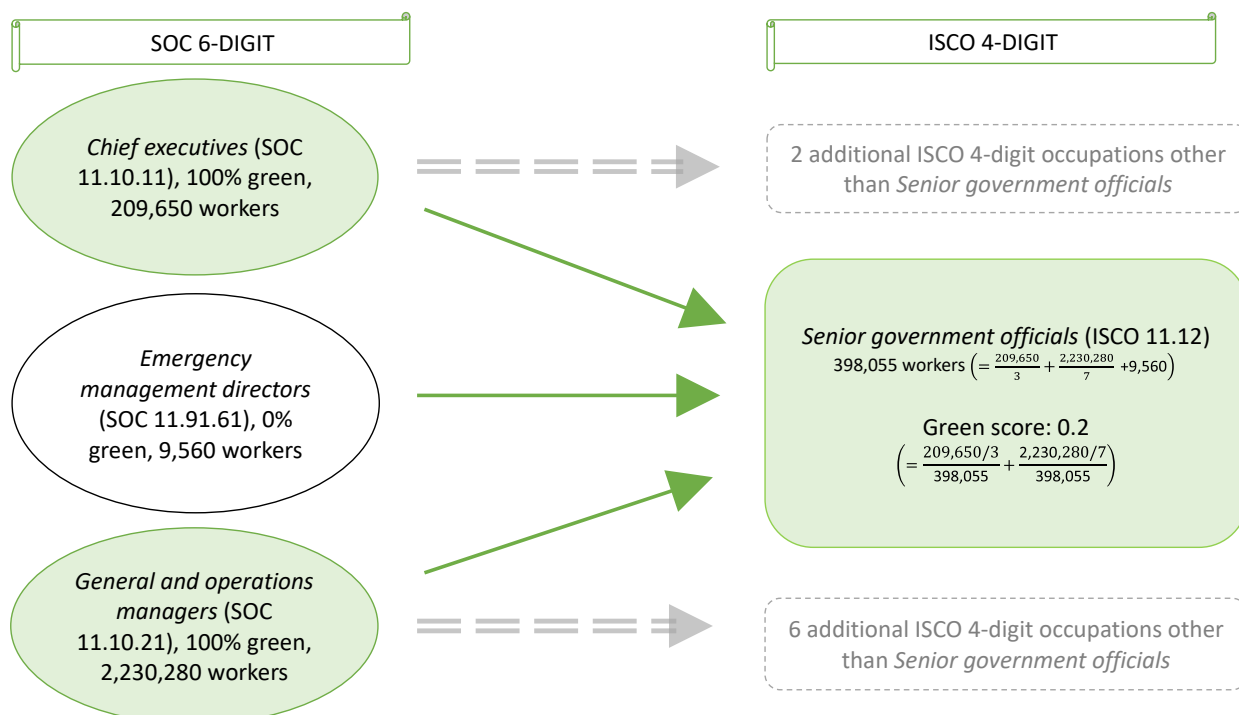 SOC 6-DIGIT
ISCO 4-DIGIT
Chief executives (SOC
11.10.11), 100% green,
209,650 workers
2 additional ISCO 4-digit occupations other
than Senior government officials
Emergency
management directors
(SOC 11.91.61), 0%
green, 9,560 workers
Senior government officials (ISCO 11.12)
398,055 workers (= 209,650/3 + 2,230,280/7 +9,560)
Green score: 0.2
(= 209,650/3 / 398,055 + 2,230,280/7 / 398,055)
General and operations
managers (SOC
11.10.21), 100% green,
2,230,280 workers
6 additional ISCO 4-digit occupations other
than Senior government officials